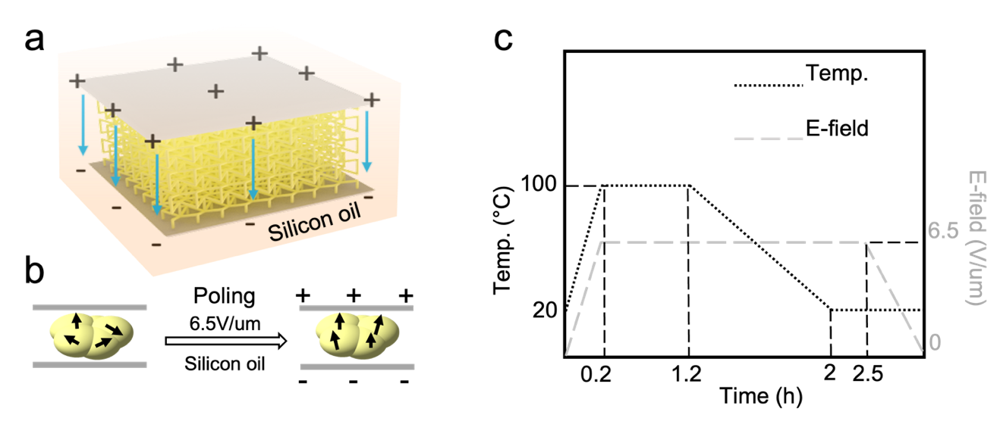 a
+ + + + + + + +
- - - - -
Silicon oil
b
Poling
6.5V/um
Silicon oil
+ + +
- - -
c
Temp.
E-field
100
20
Temp. (°C)
6.5
0
E-field (V/um)
0.2 1.2 2 2.5
Time (h)